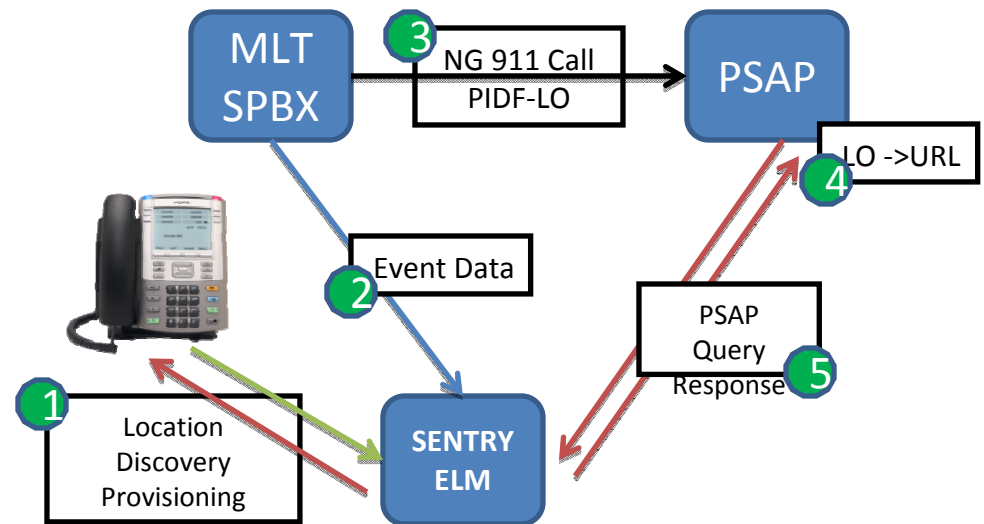 MLT
SPBX
3
NG 911 Call
PIDF-LO
PSAP
LO ->URL
4
Event Data
2
PSAP
Query
Response
5
1
Location
Discovery
Provisioning
SENTRY
ELM